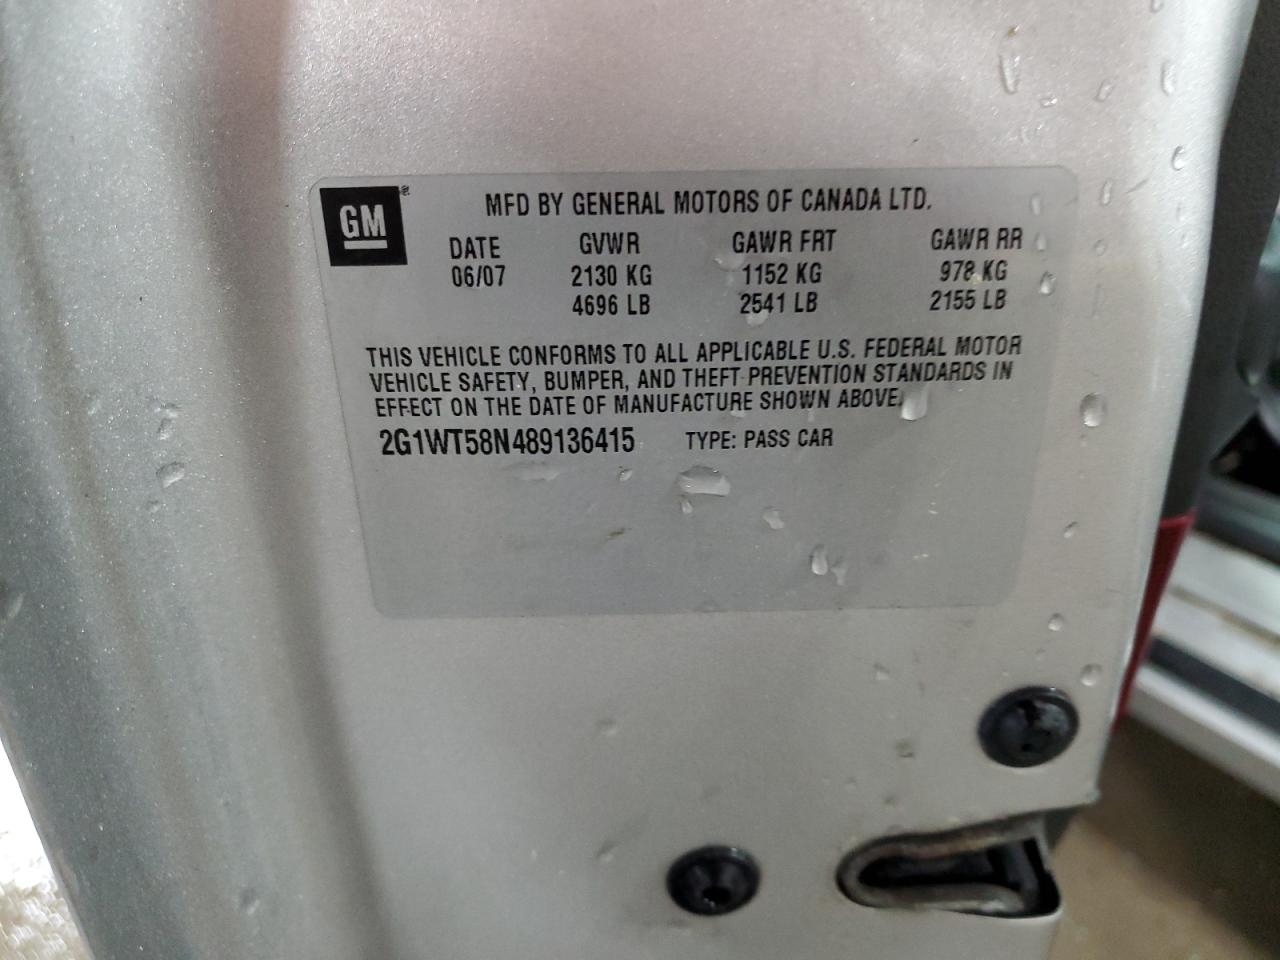 GM®
MFD BY GENERAL MOTORS OF CANADA LTD.
DATE GVWR GAWR FRT GAWR RR
06/07 2130 KG 1152 KG 978 KG
4696 LB 2541 LB 2155 LB
THIS VEHICLE CONFORMS TO ALL APPLICABLE U.S. FEDERAL MOTOR
VEHICLE SAFETY, BUMPER, AND THEFT PREVENTION STANDARDS IN
EFFECT ON THE DATE OF MANUFACTURE SHOWN ABOVE.
2G1WT58N489136415 TYPE: PASS CAR